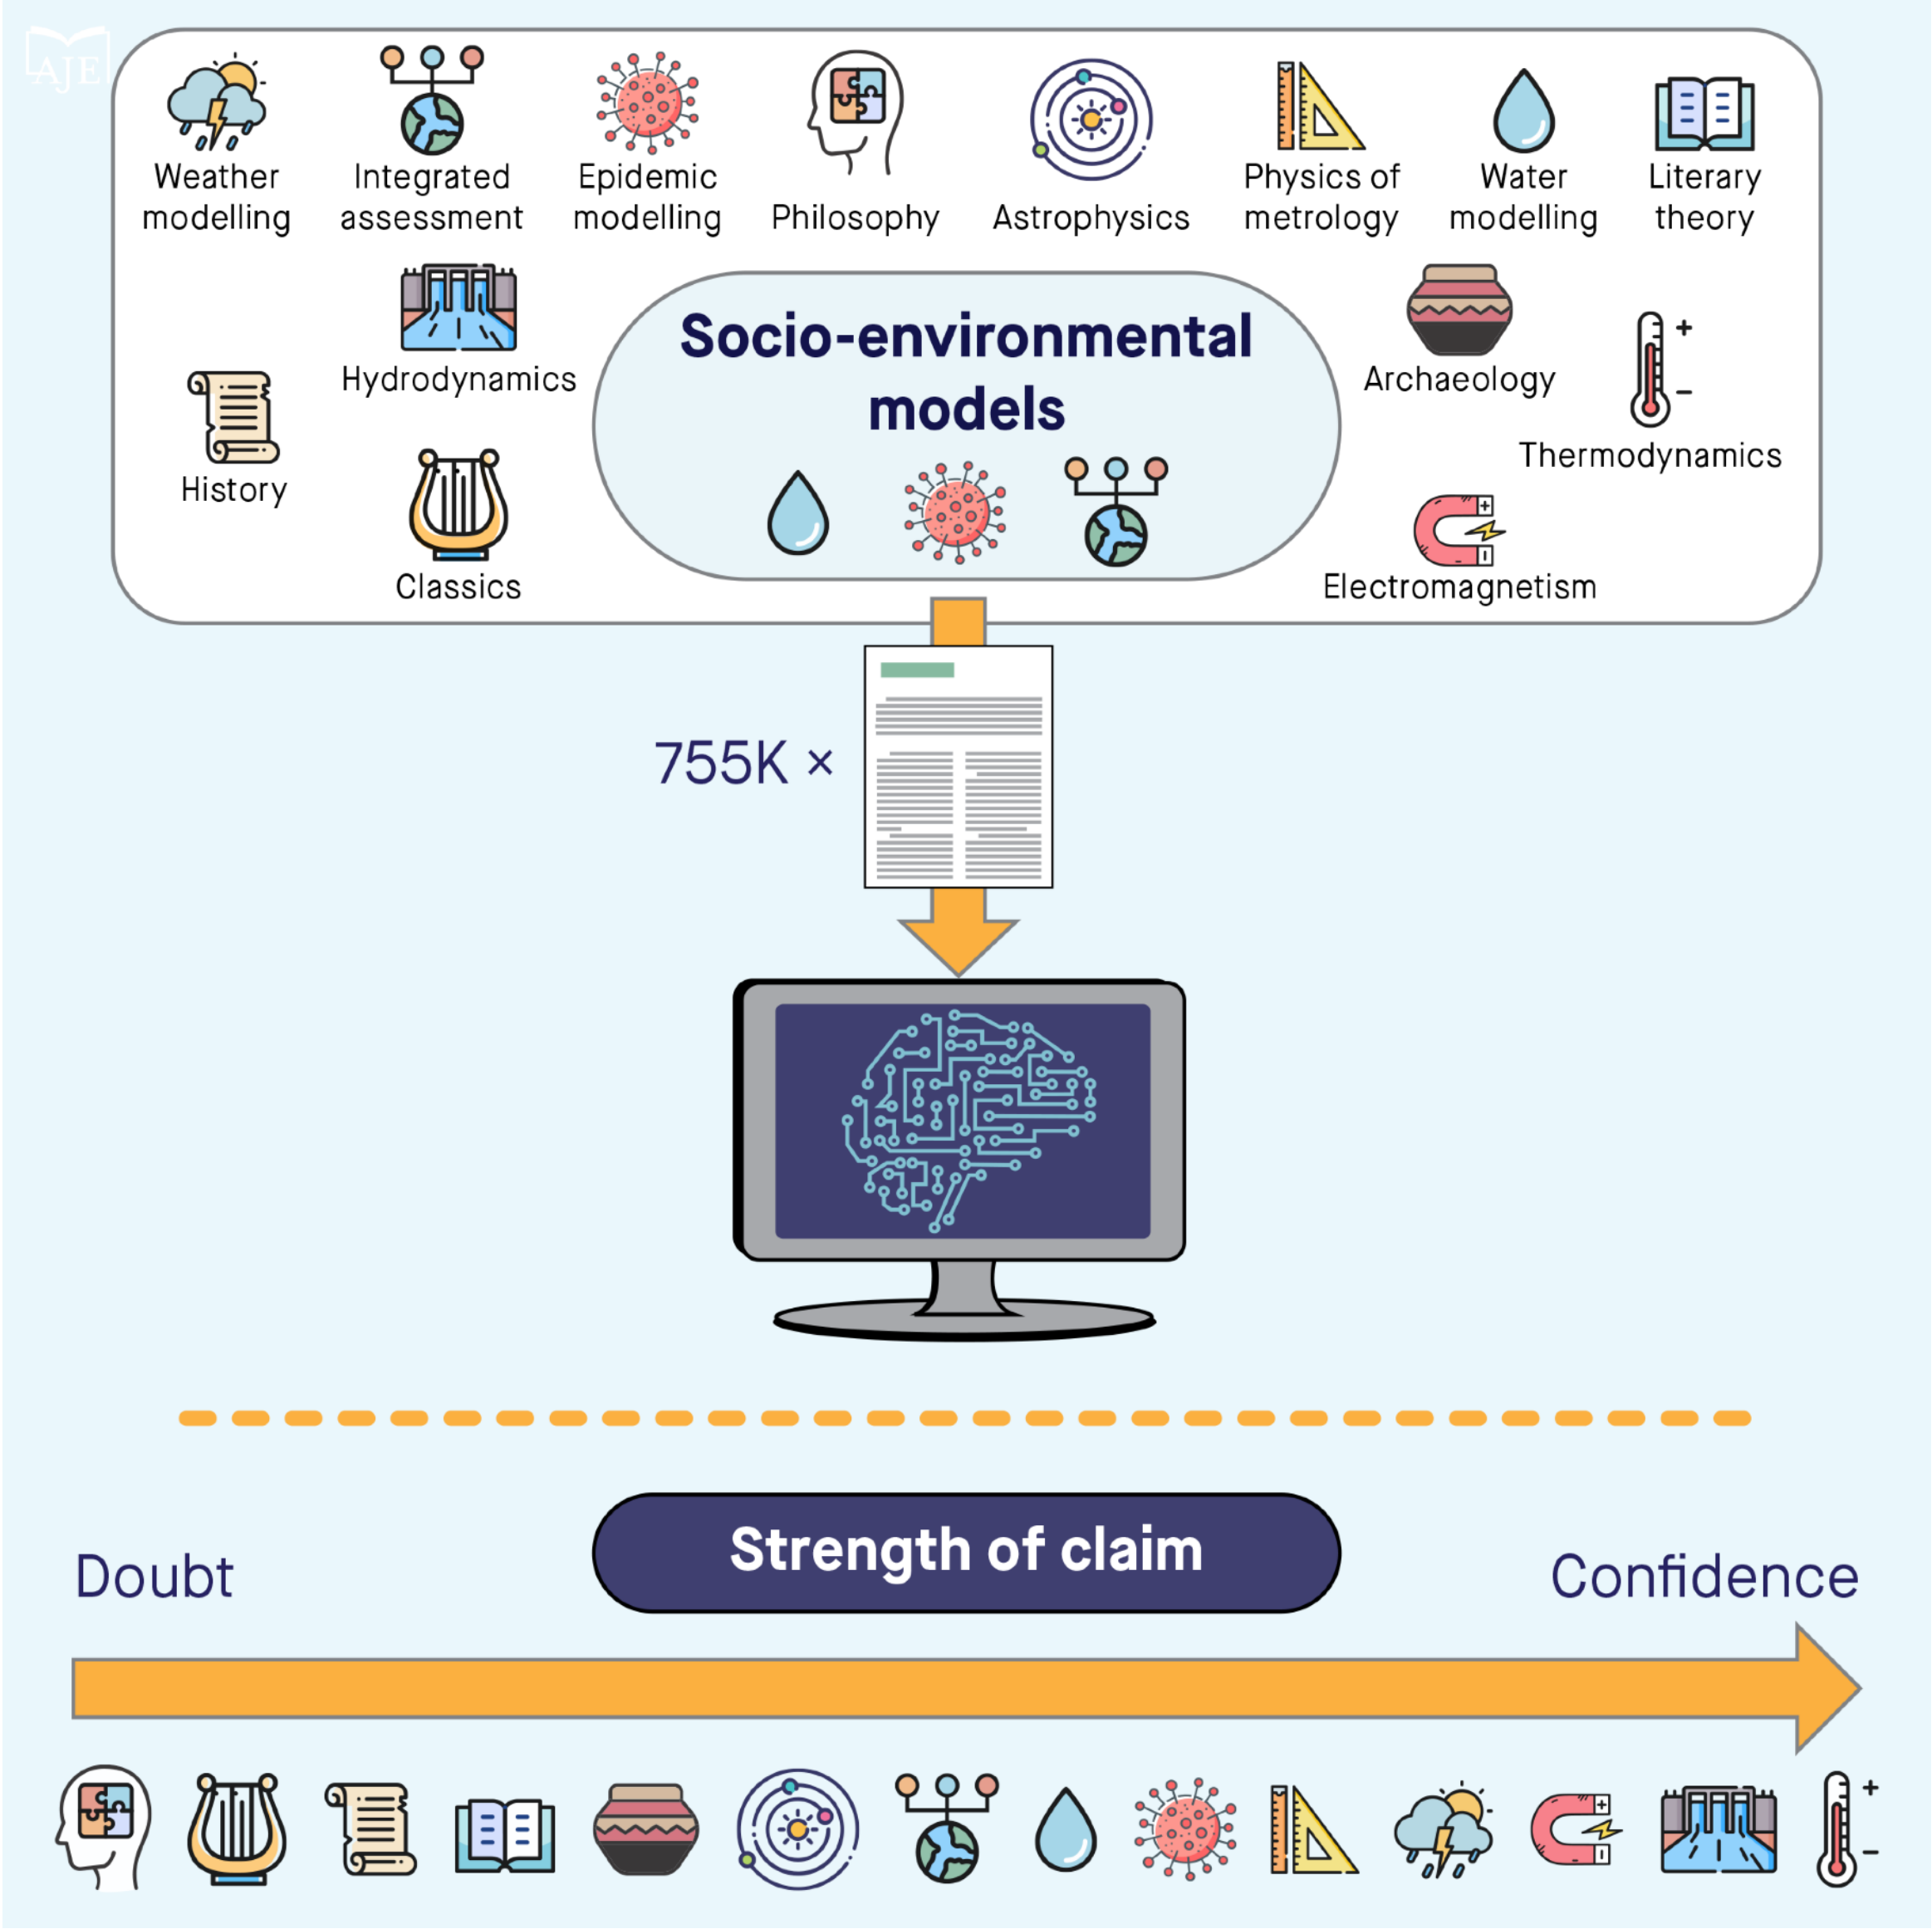 AJE
Weather
modelling
Integrated
assessment
Epidemic
modelling
Philosophy
Astrophysics
Physics of
metrology
Water
modelling
Literary
theory
Hydrodynamics
Socio-environmental
models
Archaeology
Thermodynamics
History
Classics
Electromagnetism
755K ×
Strength of claim
Doubt
Confidence